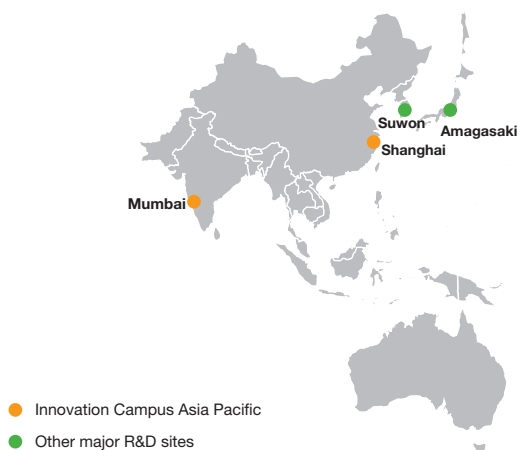 Suwon
Amagasaki
Shanghai
Mumbai
Innovation Campus Asia Pacific
Other major R&D sites